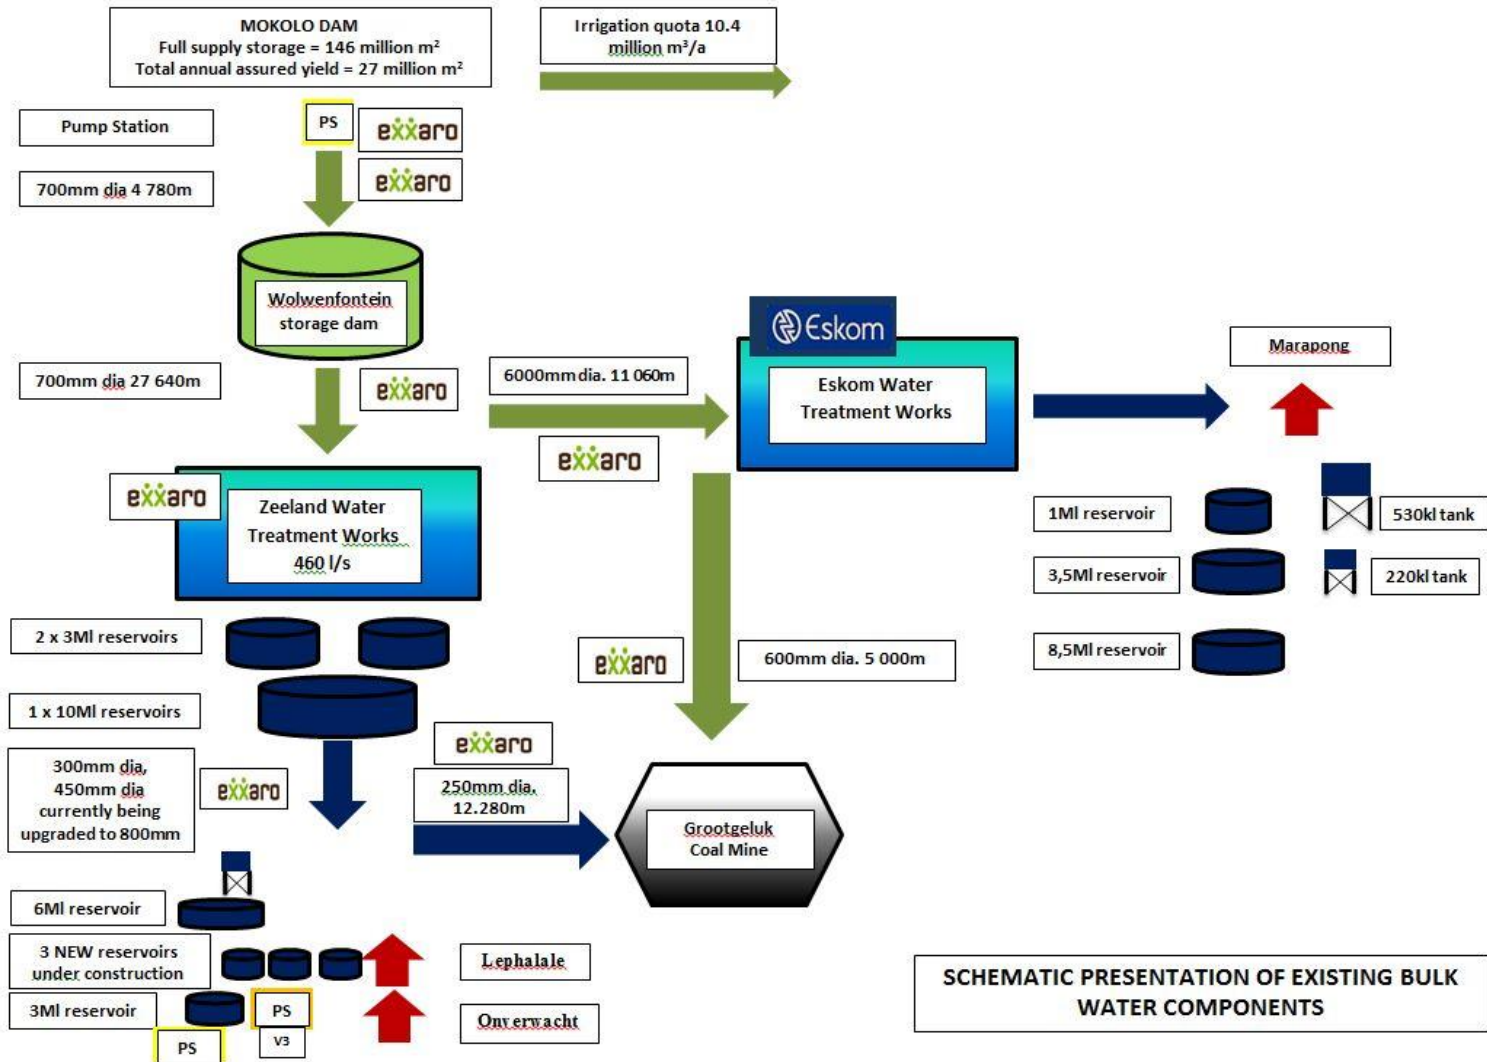 MOKOLO DAM
Full supply storage = 146 million m²
Total annual assured yield = 27 million m²
Irrigation quota 10.4
million m³/a
Pump Station
PS
exxaro
700mm dia 4 780m
exxaro
Wolwenfontein
storage dam
700mm dia 27 640m
exxaro
6000mm dia. 11 060m
exxaro
Eskom
Eskom Water
Treatment Works
Marapong
exxaro
Zeeland Water
Treatment Works
460 l/s
1Ml reservoir
530kl tank
3,5Ml reservoir
220kl tank
8,5Ml reservoir
2 x 3Ml reservoirs
1 x 10Ml reservoirs
exxaro
600mm dia. 5 000m
300mm dia,
450mm dia
currently being
upgraded to 800mm
exxaro
exxaro
250mm dia.
12.280m
Grootgeluk
Coal Mine
6Ml reservoir
3 NEW reservoirs
under construction
Lephalale
3Ml reservoir
PS
V3
PS
Onverwacht
SCHEMATIC PRESENTATION OF EXISTING BULK
WATER COMPONENTS